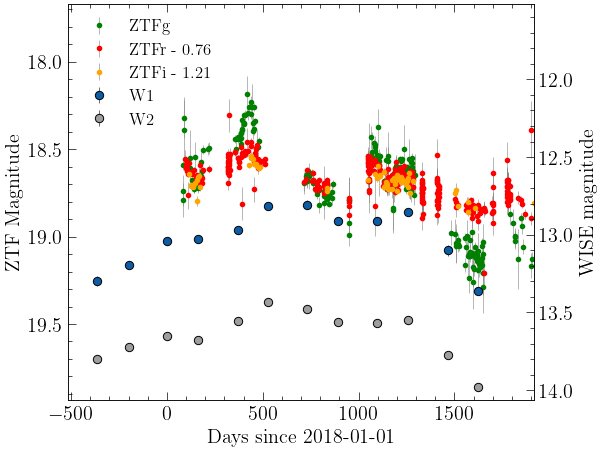 ZTFg
ZTFr - 0.76
ZTFi - 1.21
W1
W2
18.0
18.5
19.0
19.5
ZTF Magnitude
12.0
12.5
13.0
13.5
14.0
WISE magnitude
−500
0
500
1000
1500
Days since 2018-01-01